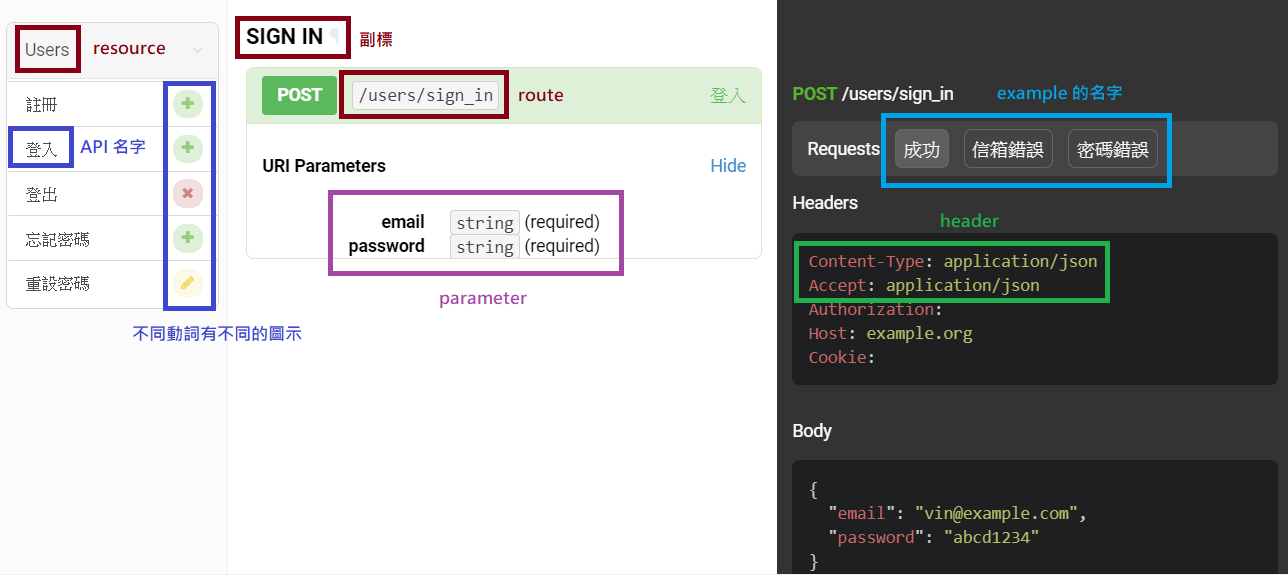 Users resource
註冊
登入 API 名字
登出
忘記密碼
重設密碼
不同動詞有不同的圖示
SIGN IN 副標
POST /users/sign_in route 登入
URI Parameters Hide
email string (required)
password string (required)
parameter
POST /users/sign_in example 的名字
Requests 成功 信箱錯誤 密碼錯誤
Headers
header
Content-Type: application/json
Accept: application/json
Authorization:
Host: example.org
Cookie:
Body
{
"email": "vin@example.com",
"password": "abcd1234"
}